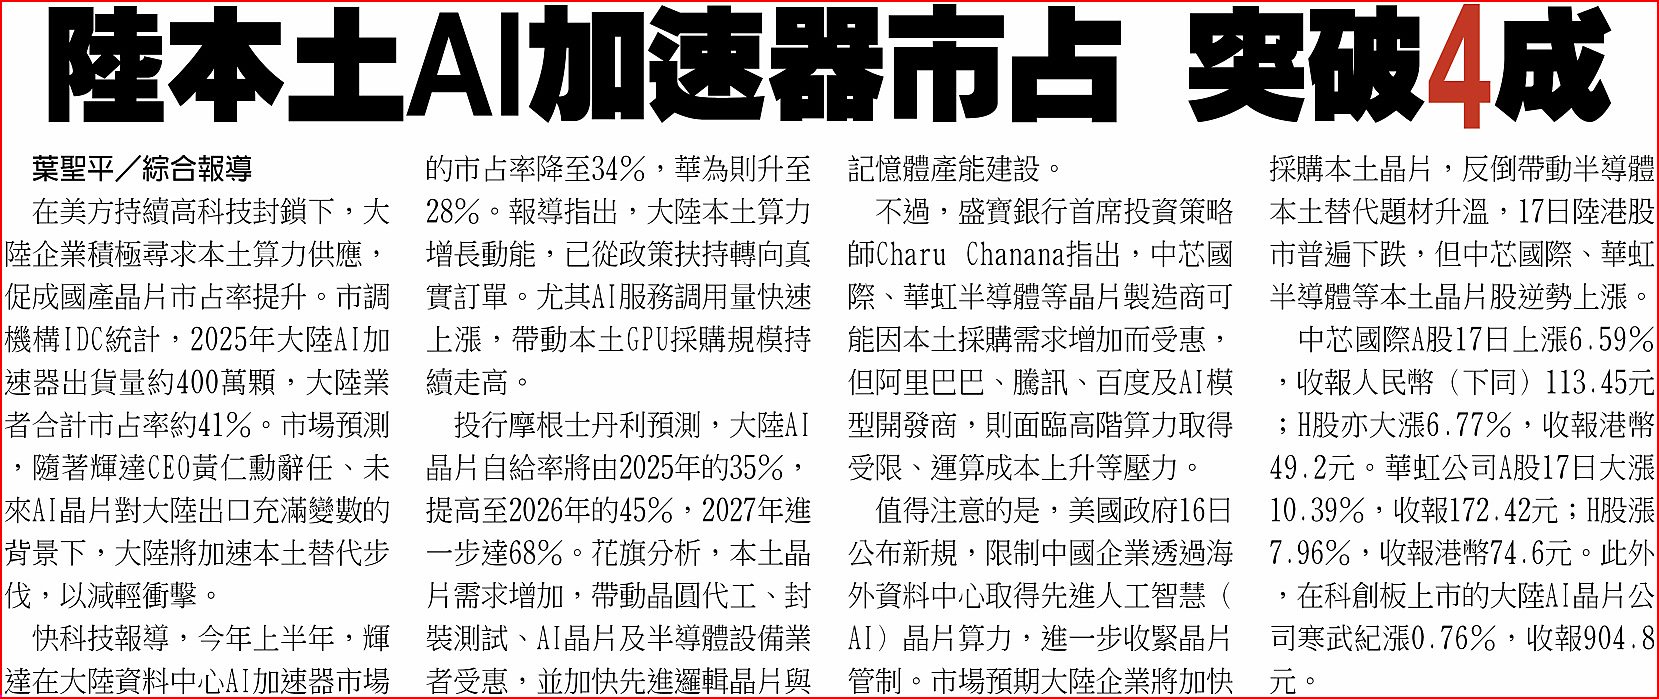 陸本土AI加速器市占 突破4成
葉聖平／綜合報導
在美方持續高科技封鎖下，大
陸企業積極尋求本土算力供應，
促成國產晶片市占率提升。市調
機構IDC統計，2025年大陸AI加
速器出貨量約400萬顆，大陸業
者合計市占率約41%。市場預測
，隨著輝達CEO黃仁勳辭任、未
來AI晶片對大陸出口充滿變數的
背景下，大陸將加速本土替代步
伐，以減輕衝擊。
快科技報導，今年上半年，輝
達在大陸資料中心AI加速器市場
的市占率降至34%，華為則升至
28%。報導指出，大陸本土算力
增長動能，已從政策扶持轉向真
實訂單。尤其AI服務調用量快速
上漲，帶動本土GPU採購規模持
續走高。
投行摩根士丹利預測，大陸AI
晶片自給率將由2025年的35%，
提高至2026年的45%，2027年進
一步達68%。花旗分析，本土晶
片需求增加，帶動晶圓代工、封
裝測試、AI晶片及半導體設備業
者受惠，並加快先進邏輯晶片與
記憶體產能建設。
不過，盛寶銀行首席投資策略
師Charu Chanana指出，中芯國
際、華虹半導體等晶片製造商可
能因本土採購需求增加而受惠，
但阿里巴巴、騰訊、百度及AI模
型開發商，則面臨高階算力取得
受限、運算成本上升等壓力。
值得注意的是，美國政府16日
公布新規，限制中國企業透過海
外資料中心取得先進人工智慧（
AI）晶片算力，進一步收緊晶片
管制。市場預期大陸企業將加快
採購本土晶片，反倒帶動半導體
本土替代題材升溫，17日陸港股
市普遍下跌，但中芯國際、華虹
半導體等本土晶片股逆勢上漲。
中芯國際A股17日上漲6.59%
，收報人民幣（下同）113.45元
；H股亦大漲6.77%，收報港幣
49.2元。華虹公司A股17日大漲
10.39%，收報172.42元；H股漲
7.96%，收報港幣74.6元。此外
，在科創板上市的大陸AI晶片公
司寒武紀漲0.76%，收報904.8
元。